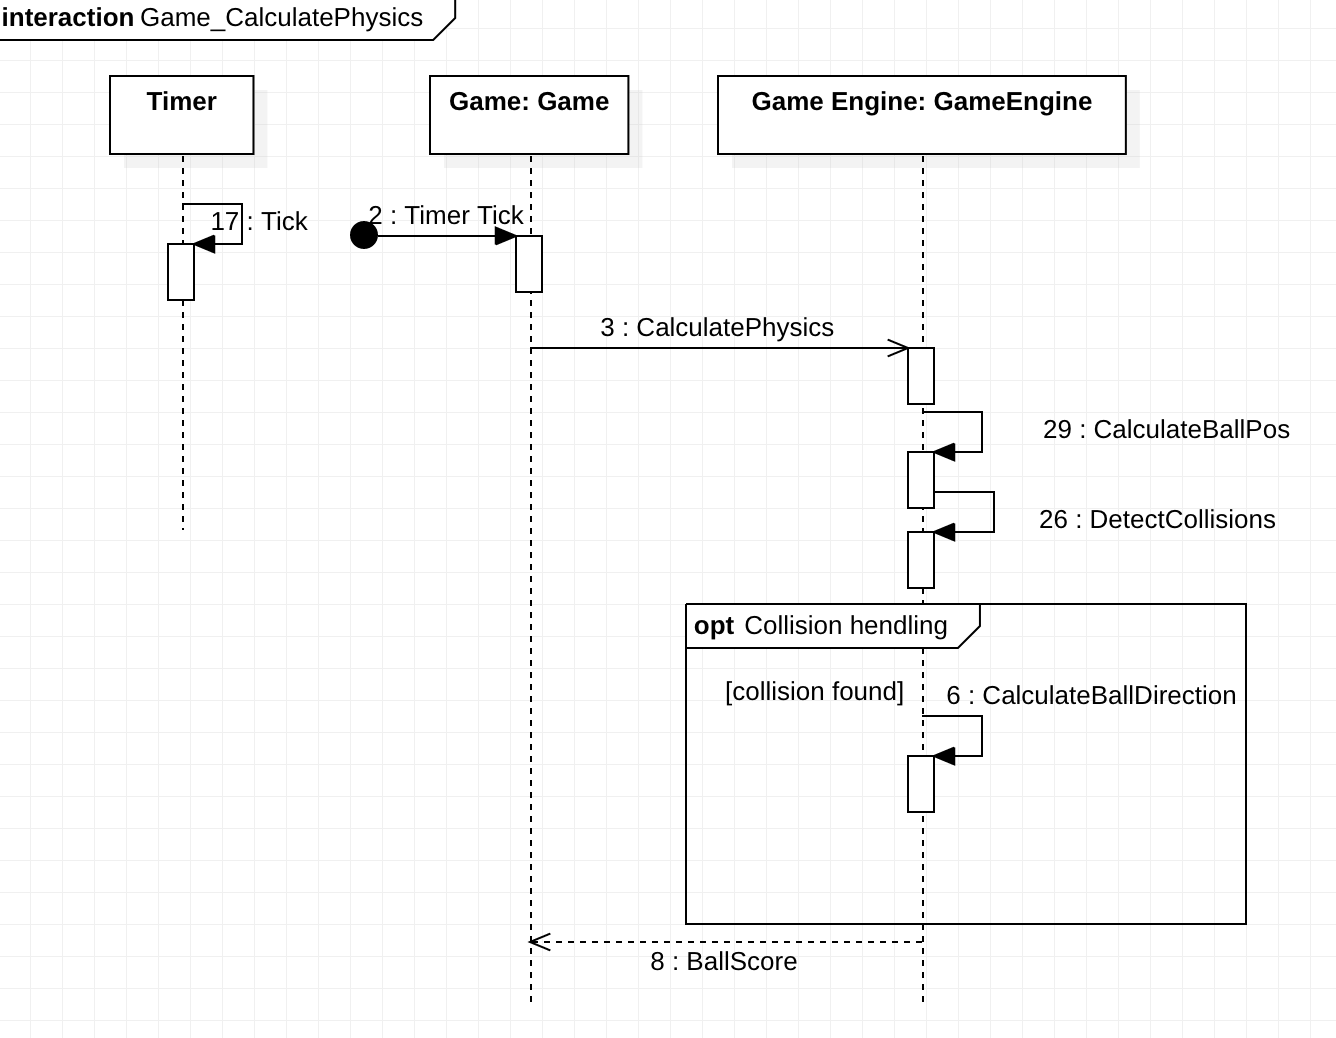 interaction Game_CalculatePhysics
Timer
Game: Game
Game Engine: GameEngine
17 : Tick
2 : Timer Tick
3 : CalculatePhysics
29 : CalculateBallPos
26 : DetectCollisions
opt Collision hendling
[collision found]
6 : CalculateBallDirection
8 : BallScore